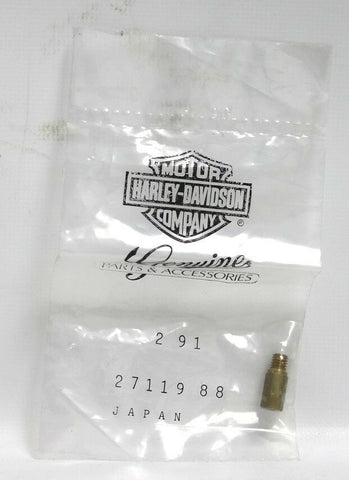 MOTOR
HARLEY-DAVIDSON
COMPANY
®
Genuine
PARTS & ACCESSORIES
2 91
27119 88
JAPAN